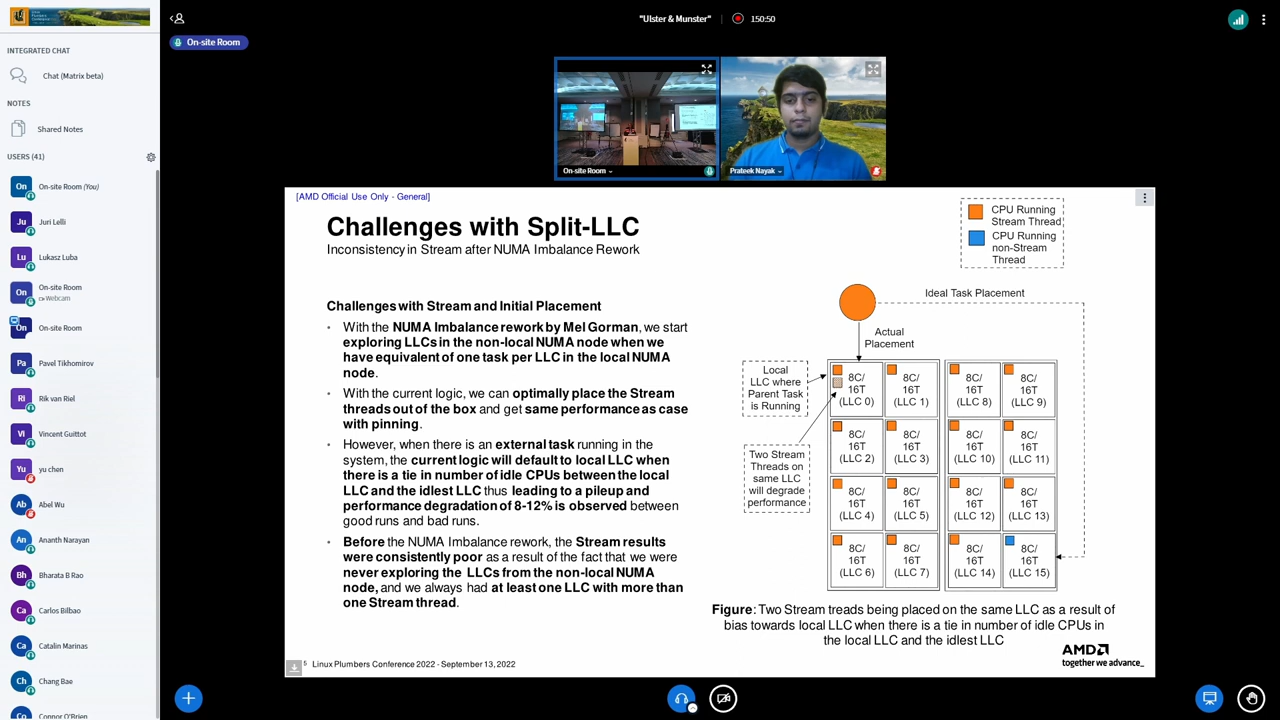 "Ulster & Munster"
150:50
On-site Room
INTEGRATED CHAT
Chat (Matrix beta)
NOTES
Shared Notes
USERS (41)
On On-site Room (You)
Ju Juri Lelli
Lu Lukasz Luba
On On-site Room
Webcam
On On-site Room
Pa Pavel Tikhomirov
Ri Rik van Riel
Vi Vincent Guittot
Yu yu chen
Ab Abel Wu
An Ananth Narayan
Bh Bharata B Rao
Ca Carlos Bilbao
Ca Catalin Marinas
Ch Chang Bae
Co Connor O'Brien
On-site Room
Prateek Nayak
[AMD Official Use Only - General]
Challenges with Split-LLC
Inconsistency in Stream after NUMA Imbalance Rework
Challenges with Stream and Initial Placement
• With the NUMA Imbalance rework by Mel Gorman, we start
exploring LLCs in the non-local NUMA node when we
have equivalent of one task per LLC in the local NUMA
node.
• With the current logic, we can optimally place the Stream
threads out of the box and get same performance as case
with pinning.
• However, when there is an external task running in the
system, the current logic will default to local LLC when
there is a tie in number of idle CPUs between the local
LLC and the idlest LLC thus leading to a pileup and
performance degradation of 8-12% is observed between
good runs and bad runs.
• Before the NUMA Imbalance rework, the Stream results
were consistently poor as a result of the fact that we were
never exploring the LLCs from the non-local NUMA
node, and we always had at least one LLC with more than
one Stream thread.
CPU Running
Stream Thread
CPU Running
non-Stream
Thread
Ideal Task Placement
Actual
Placement
Local
LLC where
Parent Task
is Running
Two Stream
Threads on
same LLC
will degrade
performance
8C/
16T
(LLC 0)
8C/
16T
(LLC 1)
8C/
16T
(LLC 8)
8C/
16T
(LLC 9)
8C/
16T
(LLC 2)
8C/
16T
(LLC 3)
8C/
16T
(LLC 10)
8C/
16T
(LLC 11)
8C/
16T
(LLC 4)
8C/
16T
(LLC 5)
8C/
16T
(LLC 12)
8C/
16T
(LLC 13)
8C/
16T
(LLC 6)
8C/
16T
(LLC 7)
8C/
16T
(LLC 14)
8C/
16T
(LLC 15)
Figure: Two Stream treads being placed on the same LLC as a result of
bias towards local LLC when there is a tie in number of idle CPUs in
the local LLC and the idlest LLC
5 Linux Plumbers Conference 2022 - September 13, 2022
AMD
together we advance_